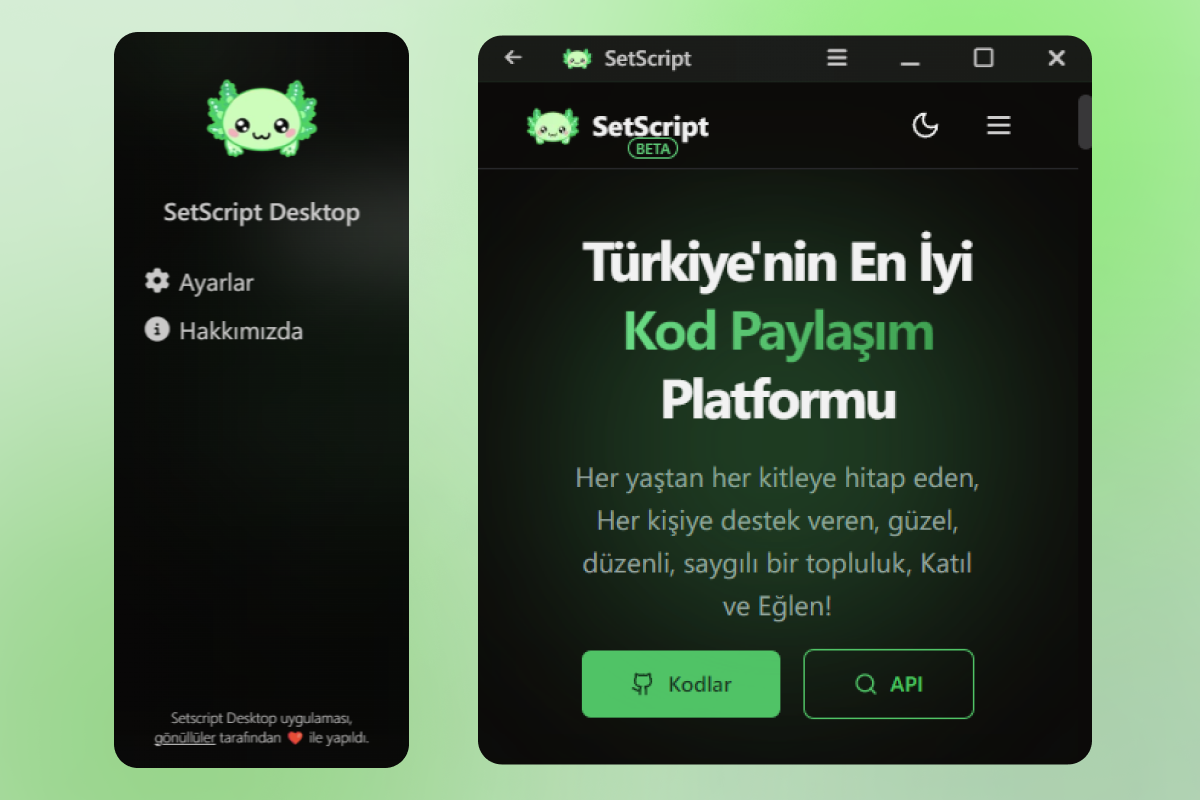 SetScript Desktop
Ayarlar
Hakkımızda
Setscript Desktop uygulaması,
gönüllüler tarafından ❤️ ile yapıldı.
SetScript
SetScript
BETA
Türkiye'nin En İyi
Kod Paylaşım
Platformu
Her yaştan her kitleye hitap eden,
Her kişiye destek veren, güzel,
düzenli, saygılı bir topluluk, Katıl
ve Eğlen!
Kodlar
API